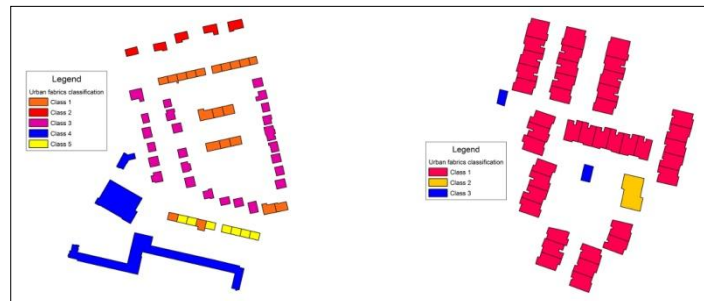 Legend
Urban fabrics classification
Class 1
Class 2
Class 3
Class 4
Class 5
Legend
Urban fabrics classification
Class 1
Class 2
Class 3